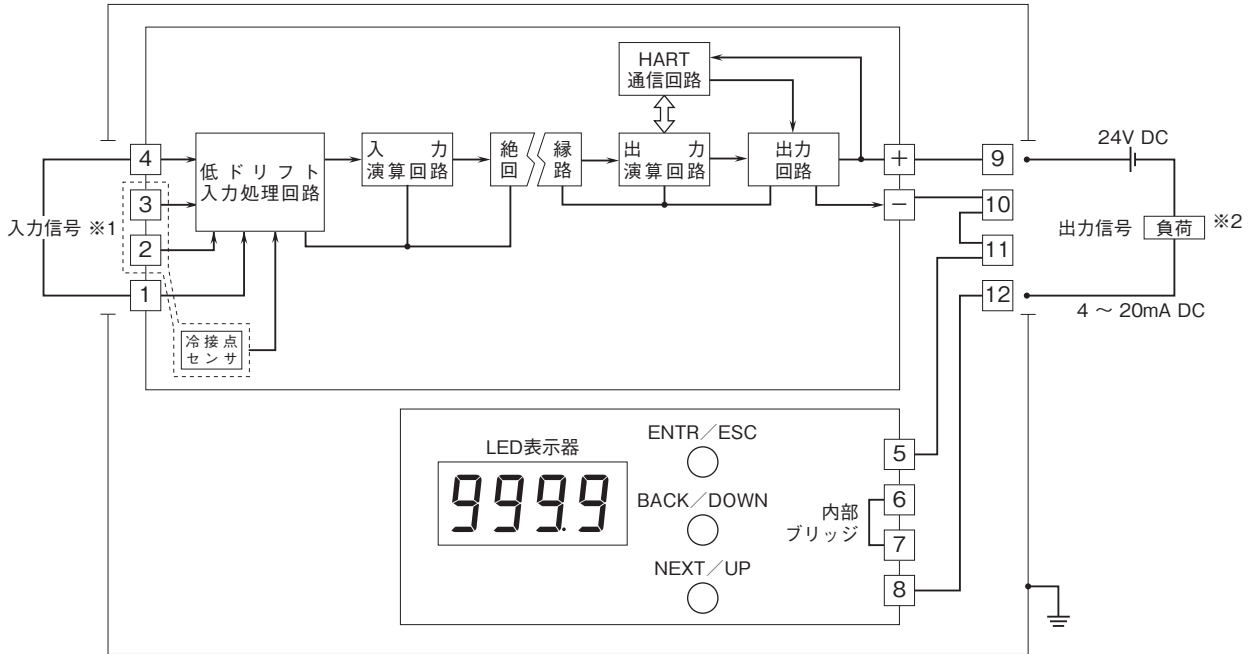 HART
通信回路
4
3
2
1
入力信号 ※1
低ドリフト
入力処理回路
冷接点
センサ
入力
演算回路
絶縁
回路
出力
演算回路
出力
回路
+
−
9
10
11
12
24V DC
出力信号
負荷
※2
4 ~ 20mA DC
LED表示器
999.9
ENTR/ESC
BACK/DOWN
NEXT/UP
5
6
7
8
内部
ブリッジ